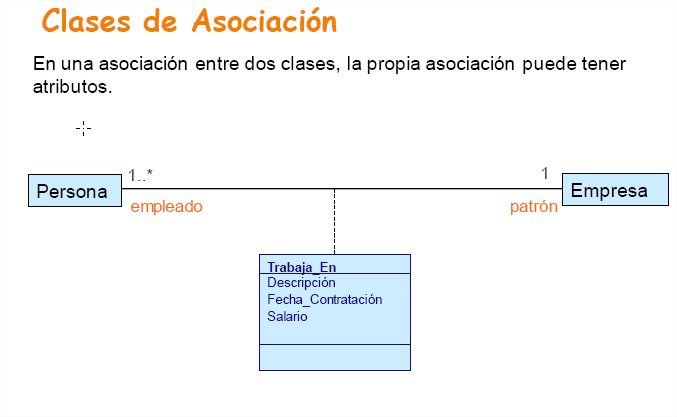 Clases de Asociación
En una asociación entre dos clases, la propia asociación puede tener
atributos.
1..*
1
Persona
Empresa
empleado
patrón
Trabaja_En
Descripción
Fecha_Contratación
Salario